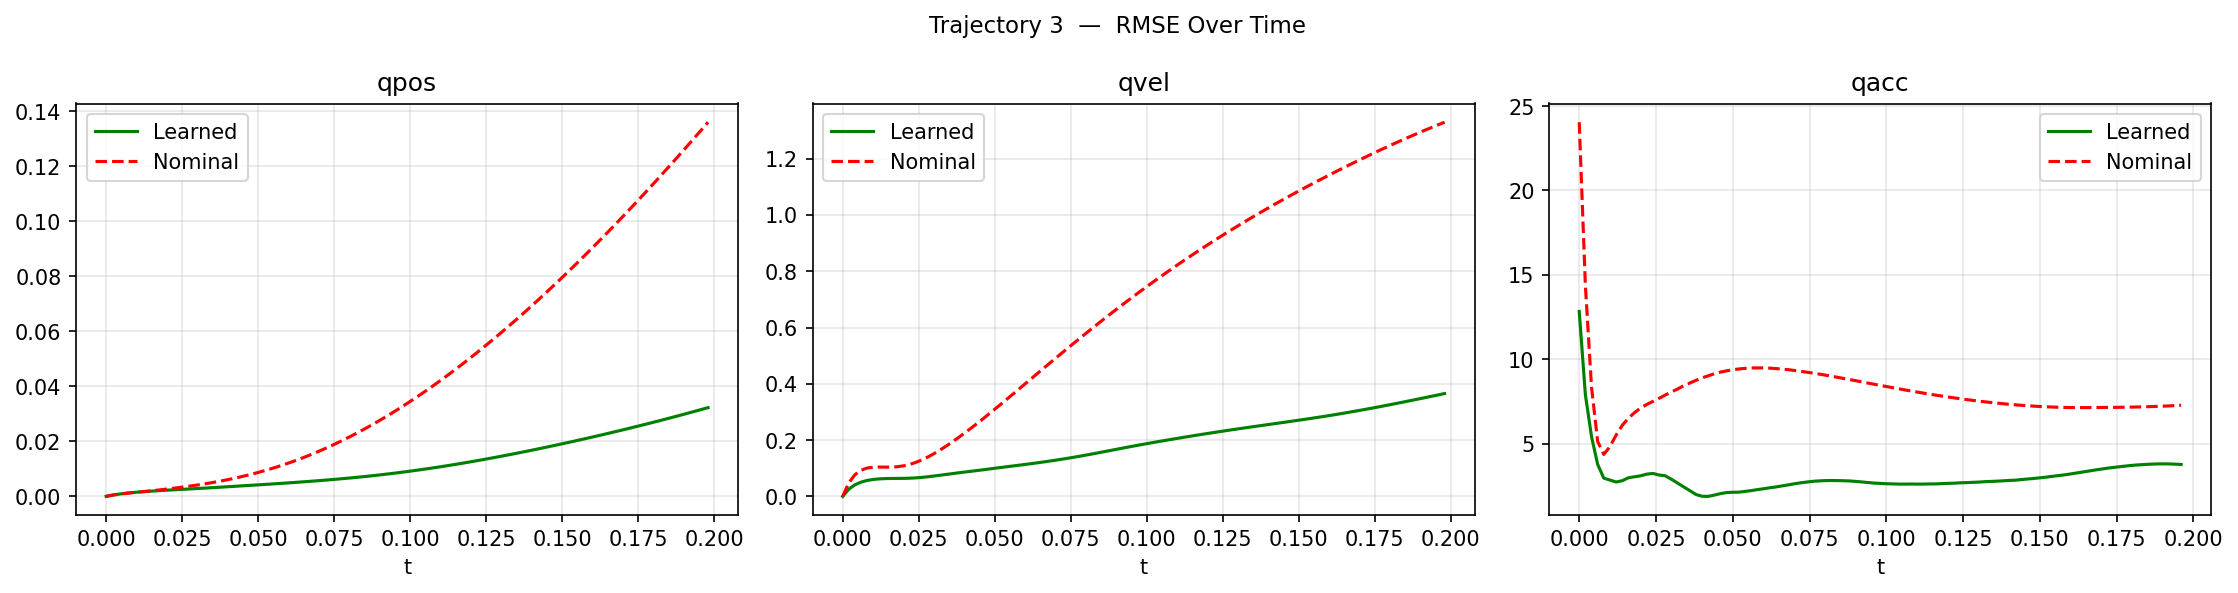 Trajectory 3 — RMSE Over Time
qpos
0.14
0.12
0.10
0.08
0.06
0.04
0.02
0.00
Learned
Nominal
0.000 0.025 0.050 0.075 0.100 0.125 0.150 0.175 0.200
t
qvel
1.2
1.0
0.8
0.6
0.4
0.2
0.0
Learned
Nominal
0.000 0.025 0.050 0.075 0.100 0.125 0.150 0.175 0.200
t
qacc
25
20
15
10
5
Learned
Nominal
0.000 0.025 0.050 0.075 0.100 0.125 0.150 0.175 0.200
t